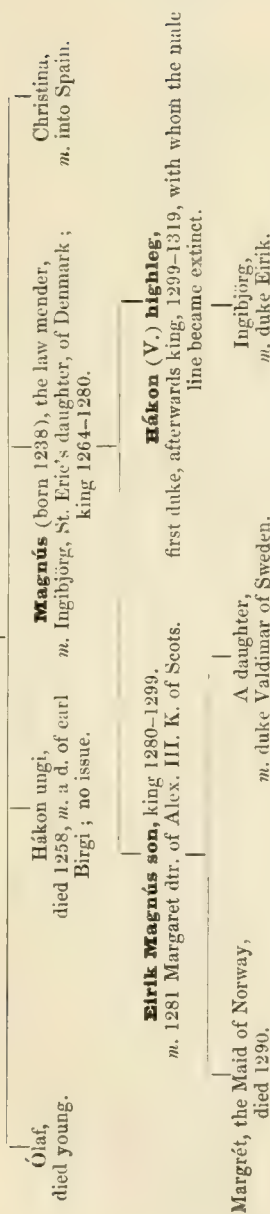 Ólaf,
died young.
Hákon ungi,
died 1258, m. a d. of earl
Birgi ; no issue.
Magnús (born 1238), the law mender,
m. Ingibjörg, St. Eric's daughter, of Denmark ;
king 1264-1280.
Christina,
m. into Spain.
Eirik Magnús son, king 1280-1299.
m. 1281 Margaret dtr. of Alex. III. K. of Scots.
Hákon (V.) highleg,
first duke, afterwards king, 1299-1319, with whom the male
line became extinct.
Margrét, the Maid of Norway,
died 1290.
A daughter,
m. duke Valdimar of Sweden.
Ingibjörg,
m. duke Eirik.